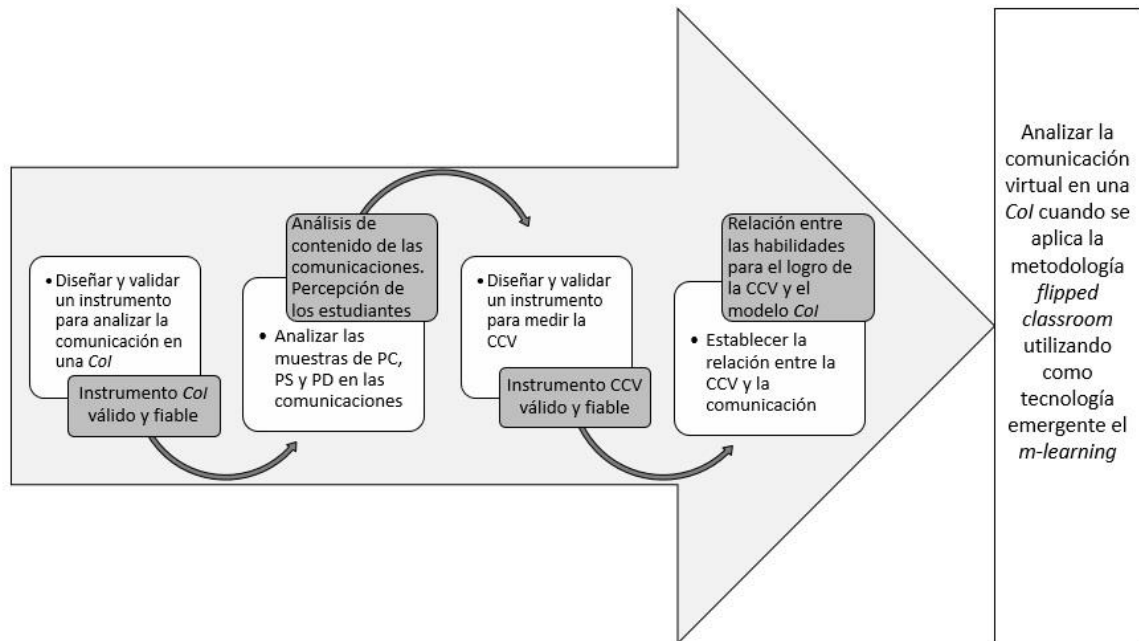 • Diseñar y validar
un instrumento
para analizar la
comunicación en
una CoI
Instrumento CoI
válido y fiable
Análisis de
contenido de las
comunicaciones.
Percepción de
los estudiantes
• Analizar las
muestras de PC,
PS y PD en las
comunicaciones
• Diseñar y validar
un instrumento
para medir la
CCV
Instrumento CCV
válido y fiable
Relación entre
las habilidades
para el logro de
la CCV y el
modelo CoI
• Establecer la
relación entre la
CCV y la
comunicación
Analizar la
comunicación
virtual en una
CoI cuando se
aplica la
metodología
flipped
classroom
utilizando
como
tecnología
emergente el
m-learning